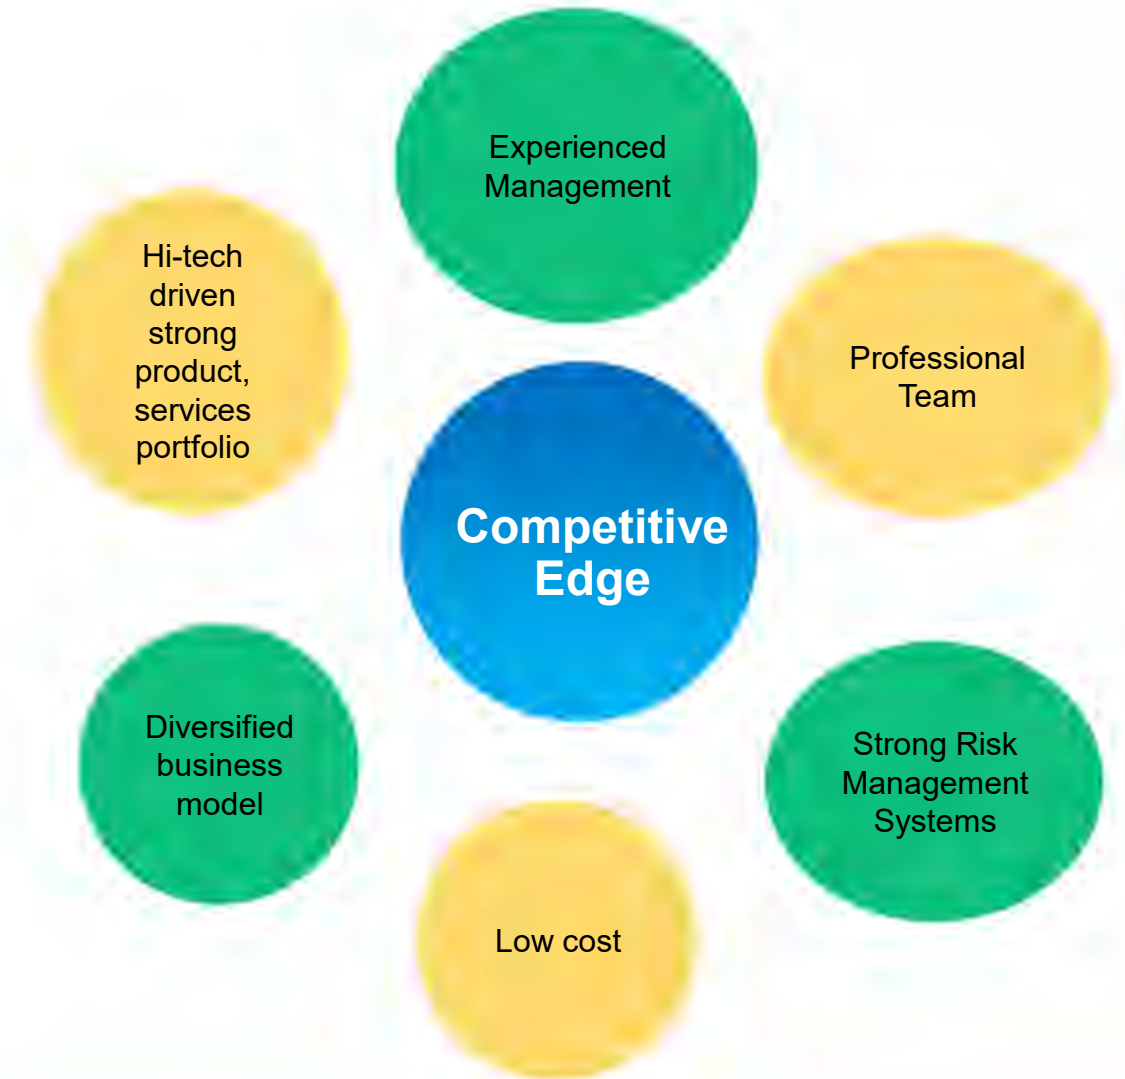 Experienced
Management
Hi-tech
driven
strong
product,
services
portfolio
Professional
Team
Competitive
Edge
Diversified
business
model
Strong Risk
Management
Systems
Low cost